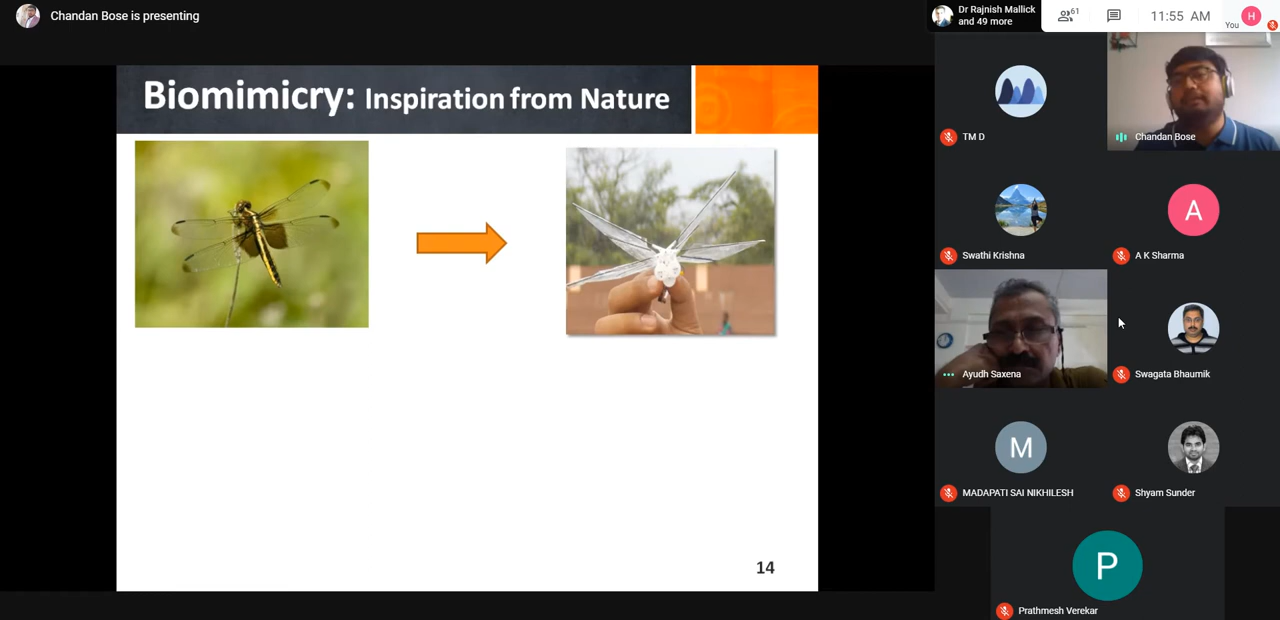 Chandan Bose is presenting
Dr Rajnish Mallick
and 49 more
61
11:55 AM
You
H
Biomimicry: Inspiration from Nature
14
TM D
Chandan Bose
Swathi Krishna
A
A K Sharma
Ayudh Saxena
Swagata Bhaumik
M
MADAPATI SAI NIKHILESH
Shyam Sunder
P
Prathmesh Verekar